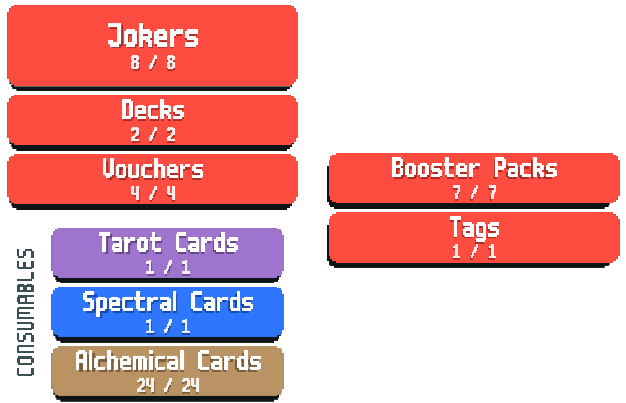 Jokers
8 / 8
Decks
2 / 2
Vouchers
4 / 4
CONSUMABLES
Tarot Cards
1 / 1
Spectral Cards
1 / 1
Alchemical Cards
24 / 24
Booster Packs
7 / 7
Tags
1 / 1